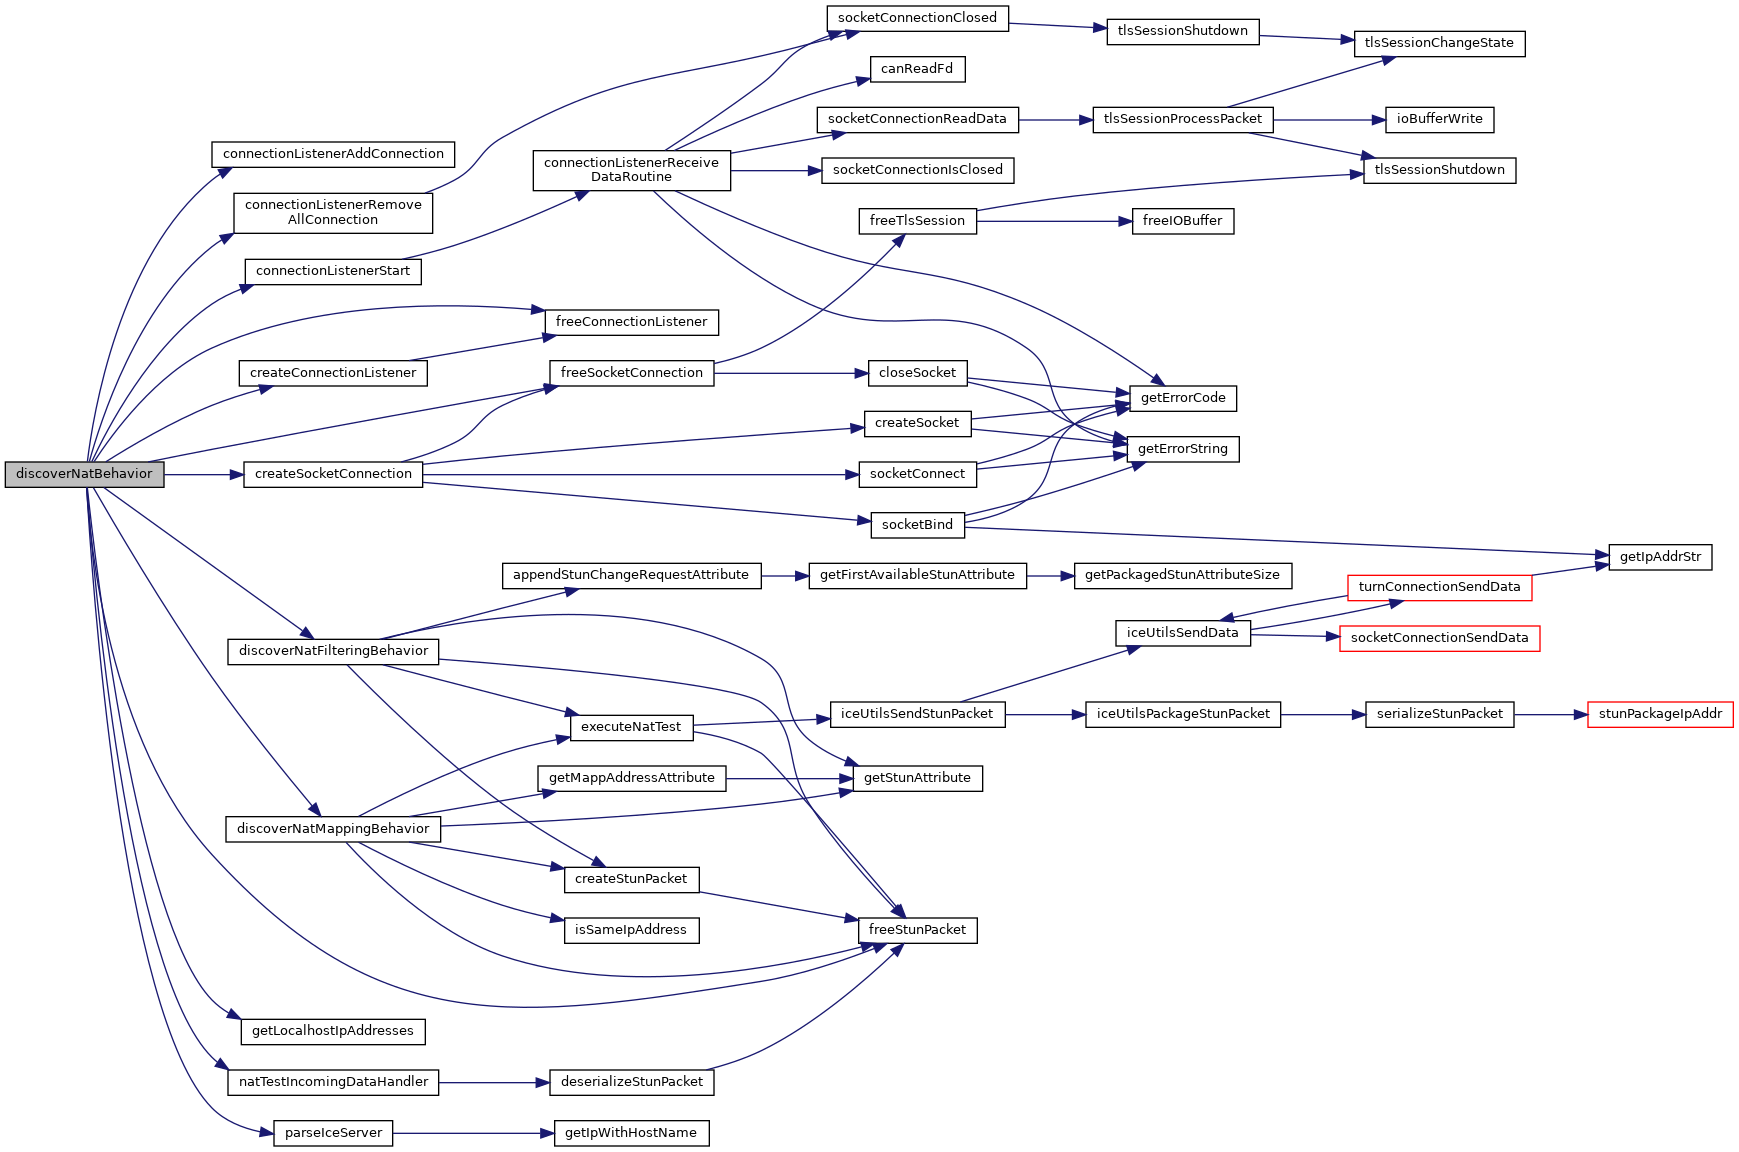 socketConnectionClosed
tlsSessionShutdown
tlsSessionChangeState
canReadFd
socketConnectionReadData
tlsSessionProcessPacket
ioBufferWrite
connectionListenerAddConnection
connectionListenerReceive
DataRoutine
socketConnectionIsClosed
tlsSessionShutdown
connectionListenerRemove
AllConnection
freeTlsSession
freeIOBuffer
connectionListenerStart
freeConnectionListener
createConnectionListener
freeSocketConnection
closeSocket
getErrorCode
createSocket
getErrorString
discoverNatBehavior
createSocketConnection
socketConnect
socketBind
getIpAddrStr
appendStunChangeRequestAttribute
getFirstAvailableStunAttribute
getPackagedStunAttributeSize
turnConnectionSendData
iceUtilsSendData
socketConnectionSendData
discoverNatFilteringBehavior
executeNatTest
iceUtilsSendStunPacket
iceUtilsPackageStunPacket
serializeStunPacket
stunPackageIpAddr
getMappAddressAttribute
getStunAttribute
discoverNatMappingBehavior
createStunPacket
isSameIpAddress
freeStunPacket
getLocalhostIpAddresses
natTestIncomingDataHandler
deserializeStunPacket
parseIceServer
getIpWithHostName